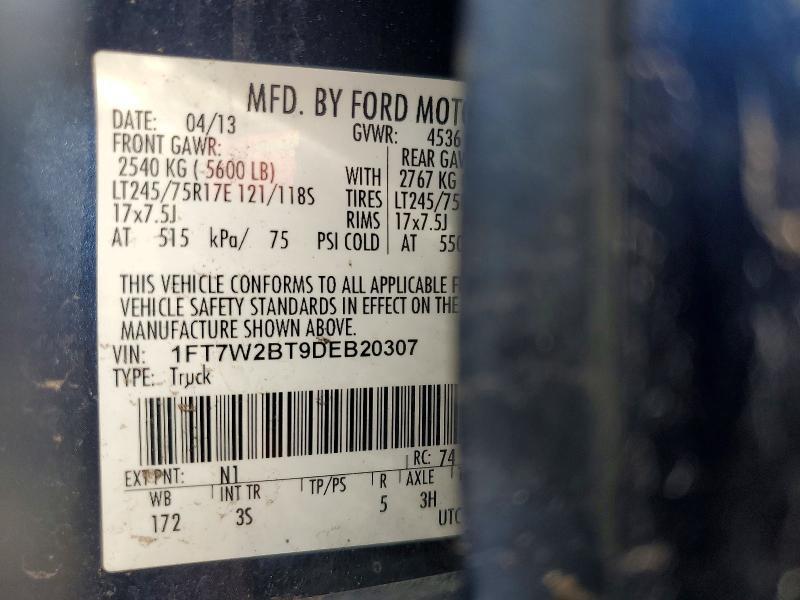 MFD. BY FORD MOTO
DATE: 04/13 GVWR: 4536
FRONT GAWR: REAR GAW
2540 KG ( 5600 LB) WITH 2767 KG
LT245/75R17E 121/118S TIRES LT245/75
17x7.5J RIMS 17x7.5J
AT 515 kPa/ 75 PSI COLD AT 550
THIS VEHICLE CONFORMS TO ALL APPLICABLE F
VEHICLE SAFETY STANDARDS IN EFFECT ON THE
MANUFACTURE SHOWN ABOVE.
VIN: 1FT7W2BT9DEB20307
TYPE: Truck
EXT PNT: N1 RC: 74
WB INT TR TP/PS R AXLE
172 3S 5 3H
UTC